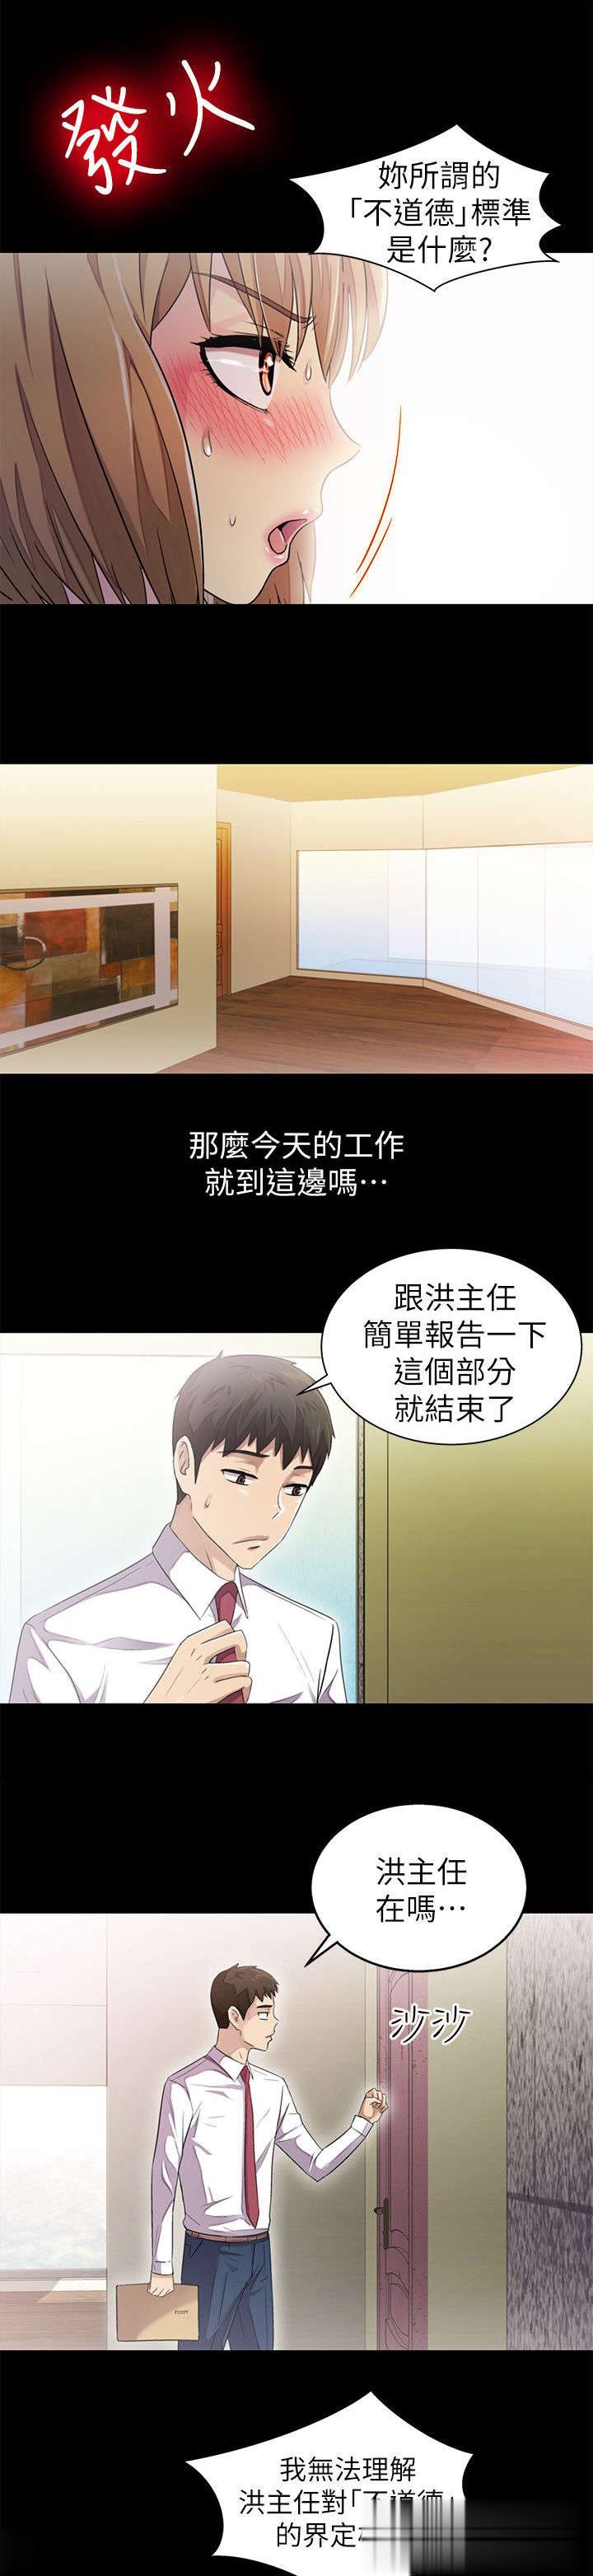 發火
妳所謂的
「不道德」標準
是什麼?
那麼今天的工作
就到這邊嗎…
跟洪主任
簡單報告一下
這個部分
就結束了
洪主任
在嗎…
沙沙
我無法理解
洪主任對「不道德」
的界定